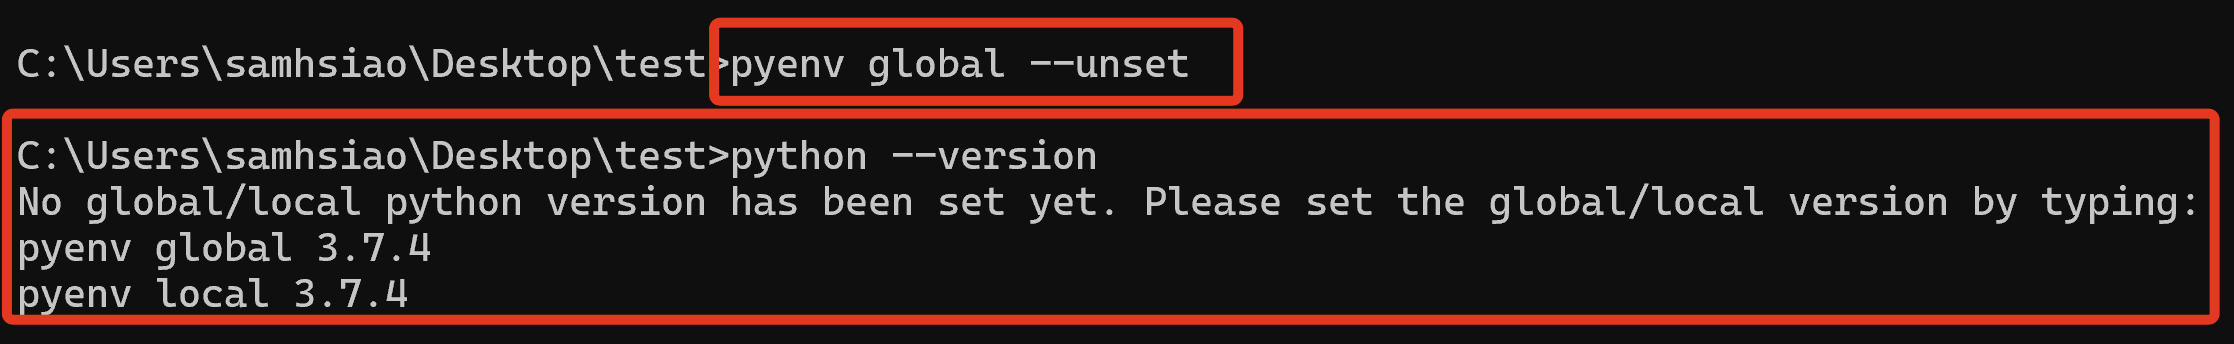 C:\Users\samhsiao\Desktop\test>pyenv global --unset
C:\Users\samhsiao\Desktop\test>python --version
No global/local python version has been set yet. Please set the global/local version by typing:
pyenv global 3.7.4
pyenv local 3.7.4